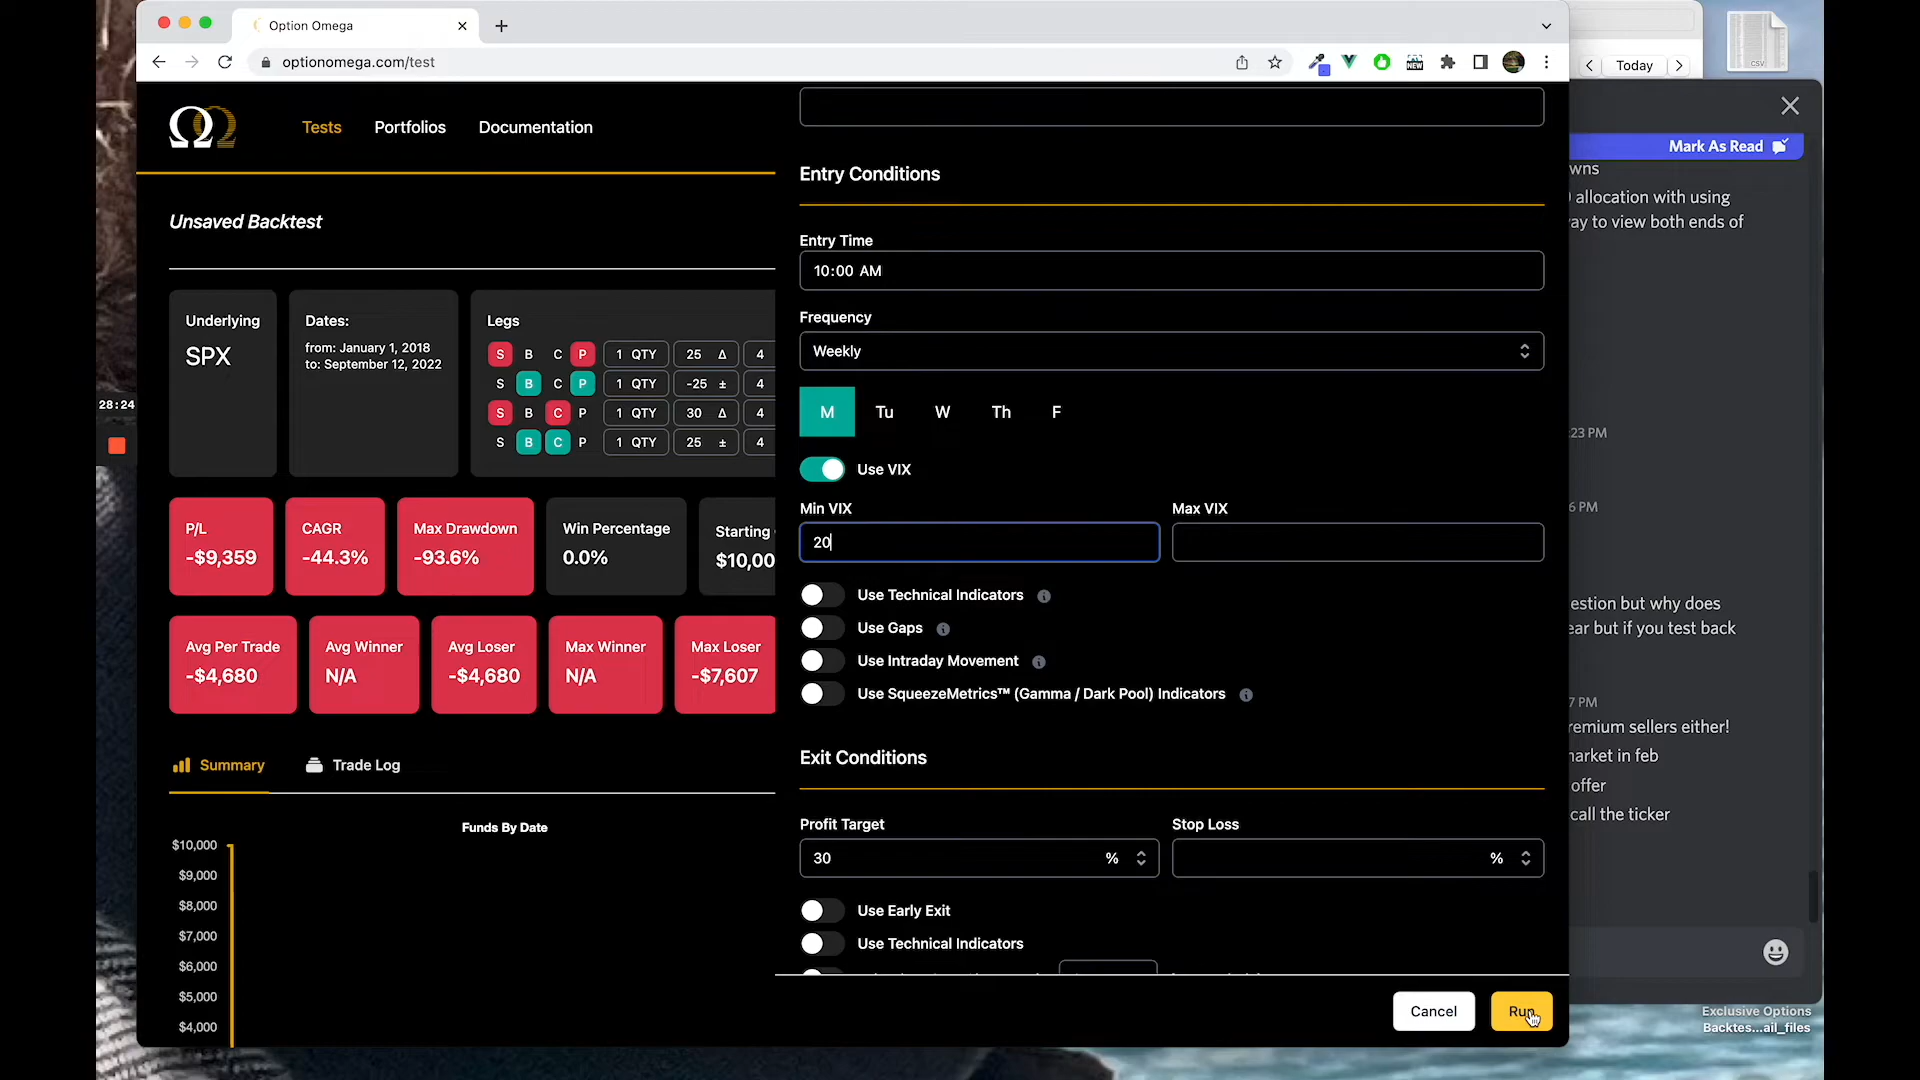 Option Omega
optionomega.com/test
NEW
Today
CSV
Tests
Portfolios
Documentation
Unsaved Backtest
Underlying
SPX
Dates:
from: January 1, 2018
to: September 12, 2022
Legs
S B C P 1 QTY 25 Δ 4
S B C P 1 QTY -25 ± 4
S B C P 1 QTY 30 Δ 4
S B C P 1 QTY 25 ± 4
28:24
P/L
-$9,359
CAGR
-44.3%
Max Drawdown
-93.6%
Win Percentage
0.0%
Starting
$10,00
Avg Per Trade
-$4,680
Avg Winner
N/A
Avg Loser
-$4,680
Max Winner
N/A
Max Loser
-$7,607
Summary
Trade Log
Funds By Date
$10,000
$9,000
$8,000
$7,000
$6,000
$5,000
$4,000
Entry Conditions
Entry Time
10:00 AM
Frequency
Weekly
M Tu W Th F
Use VIX
Min VIX
20
Max VIX
Use Technical Indicators
Use Gaps
Use Intraday Movement
Use SqueezeMetrics™ (Gamma / Dark Pool) Indicators
Exit Conditions
Profit Target
30 %
Stop Loss
%
Use Early Exit
Use Technical Indicators
Cancel
Run
Mark As Read
wns
allocation with using
ay to view both ends of
:23 PM
6 PM
estion but why does
ear but if you test back
7 PM
remium sellers either!
narket in feb
offer
call the ticker
Exclusive Options
Backtes...ail_files